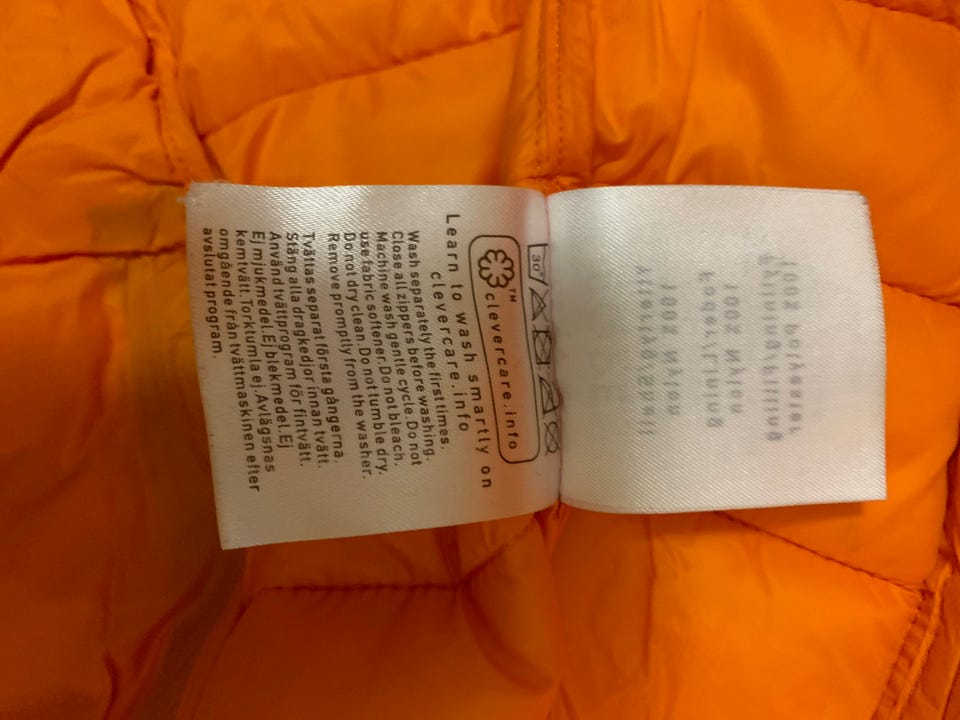 30
clevercare.info™
Learn to wash smartly on
clevercare.info
Wash separately the first times.
Close all zippers before washing.
Machine wash gentle cycle. Do not
use fabric softener. Do not bleach.
Do not dry clean. Do not tumble dry.
Remove promptly from the washer.
Tvättas separat första gångerna.
Stäng alla dragkedjor innan tvätt.
Använd tvättprogram för fintvätt.
Ej mjukmedel. Ej blekmedel. Ej
kemtvätt. Torktumla ej. Avlägsnas
omgående från tvättmaskinen efter
avslutat program.